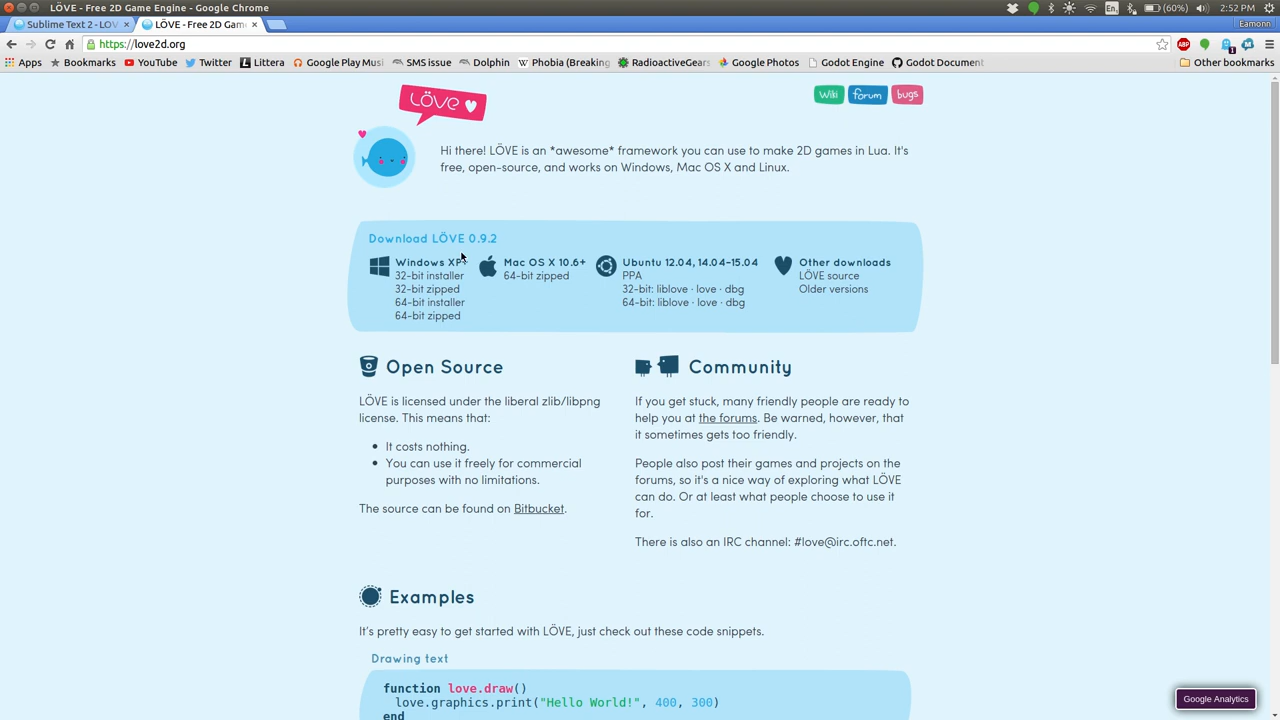 LÖVE - Free 2D Game Engine - Google Chrome
En
(60%)
2:52 PM
Sublime Text 2 - LÖV
LÖVE - Free 2D Gam
Eamonn
https://love2d.org
ABP
1
Apps
Bookmarks
YouTube
Twitter
Littera
Google Play Musi
SMS issue
Dolphin
Phobia (Breaking
RadioactiveGears
Google Photos
Godot Engine
Godot Document
Other bookmarks
LÖVE
Wiki
forum
bugs
Hi there! LÖVE is an *awesome* framework you can use to make 2D games in Lua. It's
free, open-source, and works on Windows, Mac OS X and Linux.
Download LÖVE 0.9.2
Windows XP
32-bit installer
32-bit zipped
64-bit installer
64-bit zipped
Mac OS X 10.6+
64-bit zipped
Ubuntu 12.04, 14.04-15.04
PPA
32-bit: liblove · love · dbg
64-bit: liblove · love · dbg
Other downloads
LÖVE source
Older versions
Open Source
LÖVE is licensed under the liberal zlib/libpng
license. This means that:
It costs nothing.
You can use it freely for commercial
purposes with no limitations.
The source can be found on Bitbucket.
Community
If you get stuck, many friendly people are ready to
help you at the forums. Be warned, however, that
it sometimes gets too friendly.
People also post their games and projects on the
forums, so it's a nice way of exploring what LÖVE
can do. Or at least what people choose to use it
for.
There is also an IRC channel: #love@irc.oftc.net.
Examples
It's pretty easy to get started with LÖVE, just check out these code snippets.
Drawing text
function love.draw()
love.graphics.print("Hello World!", 400, 300)
end
Google Analytics